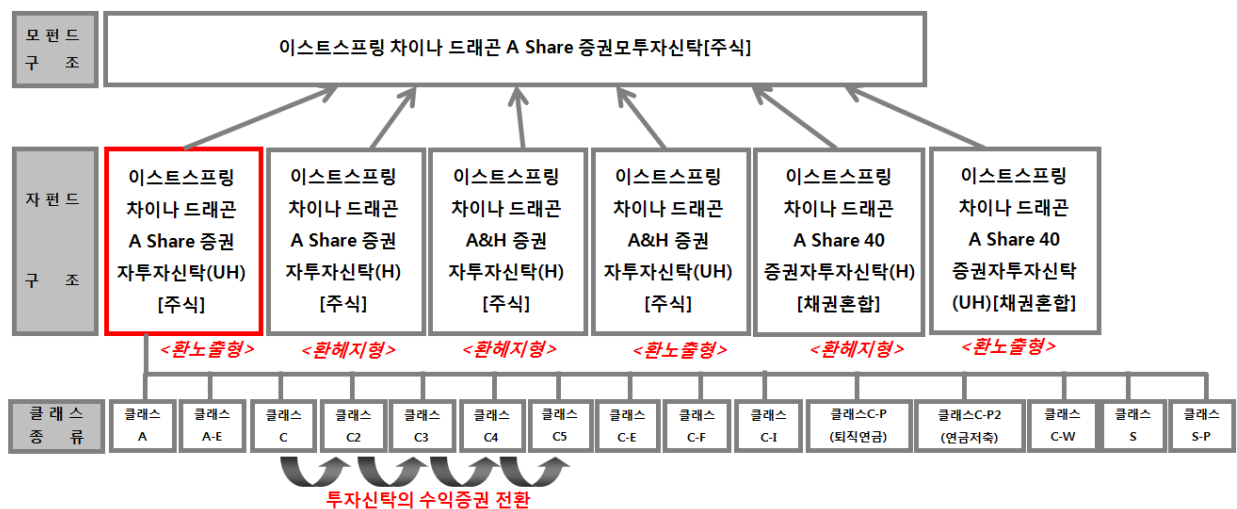 모 펀 드
구 조
이스트스프링 차이나 드래곤 A Share 증권모투자신탁[주식]
자 펀 드
구 조
이스트스프링
차이나 드래곤
A Share 증권
자투자신탁(UH)
[주식]
이스트스프링
차이나 드래곤
A Share 증권
자투자신탁(H)
[주식]
이스트스프링
차이나 드래곤
A&H 증권
자투자신탁(H)
[주식]
이스트스프링
차이나 드래곤
A&H 증권
자투자신탁(UH)
[주식]
이스트스프링
차이나 드래곤
A Share 40
증권자투자신탁(H)
[채권혼합]
이스트스프링
차이나 드래곤
A Share 40
증권자투자신탁
(UH)[채권혼합]
<환노출형>
<환헤지형>
<환헤지형>
<환노출형>
<환헤지형>
<환노출형>
클 래 스
종 류
클래스
A
클래스
A-E
클래스
C
클래스
C2
클래스
C3
클래스
C4
클래스
C5
클래스
C-E
클래스
C-F
클래스
C-I
클래스C-P
(퇴직연금)
클래스C-P2
(연금저축)
클래스
C-W
클래스
S
클래스
S-P
투자신탁의 수익증권 전환